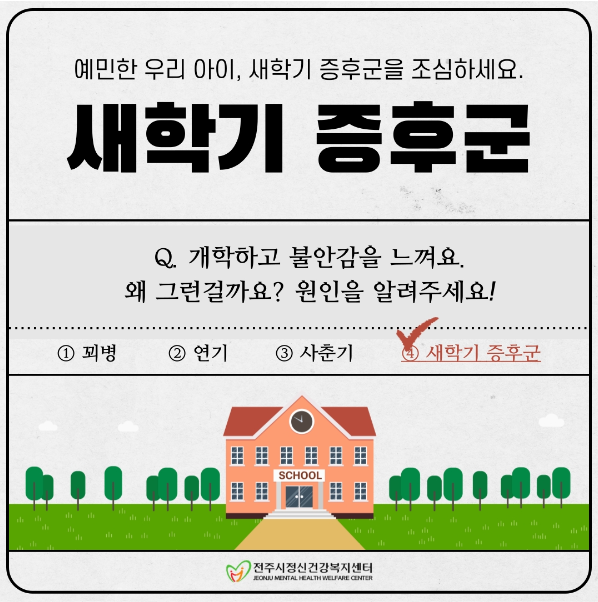 예민한 우리 아이, 새학기 증후군을 조심하세요.
새학기 증후군
Q. 개학하고 불안감을 느껴요.
왜 그런걸까요? 원인을 알려주세요!
① 꾀병 ② 연기 ③ 사춘기 ④ 새학기 증후군
SCHOOL
전주시정신건강복지센터
JEONJU MENTAL HEALTH WELFARE CENTER